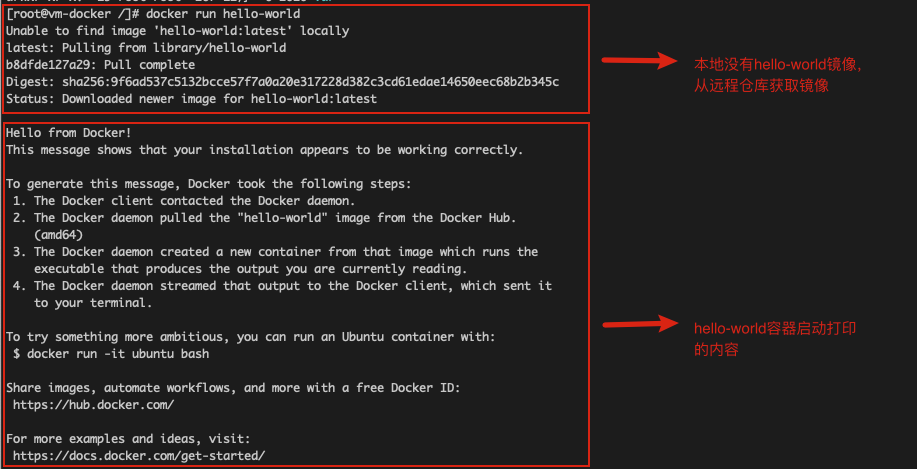 [root@vm-docker /]# docker run hello-world
Unable to find image 'hello-world:latest' locally
latest: Pulling from library/hello-world
b8dfde127a29: Pull complete
Digest: sha256:9f6ad537c5132bcce57f7a0a20e317228d382c3cd61edae14650eec68b2b345c
Status: Downloaded newer image for hello-world:latest
本地没有hello-world镜像，
从远程仓库获取镜像
Hello from Docker!
This message shows that your installation appears to be working correctly.
To generate this message, Docker took the following steps:
1. The Docker client contacted the Docker daemon.
2. The Docker daemon pulled the "hello-world" image from the Docker Hub.
(amd64)
3. The Docker daemon created a new container from that image which runs the
executable that produces the output you are currently reading.
4. The Docker daemon streamed that output to the Docker client, which sent it
to your terminal.
To try something more ambitious, you can run an Ubuntu container with:
$ docker run -it ubuntu bash
Share images, automate workflows, and more with a free Docker ID:
https://hub.docker.com/
For more examples and ideas, visit:
https://docs.docker.com/get-started/
hello-world容器启动打印
的内容